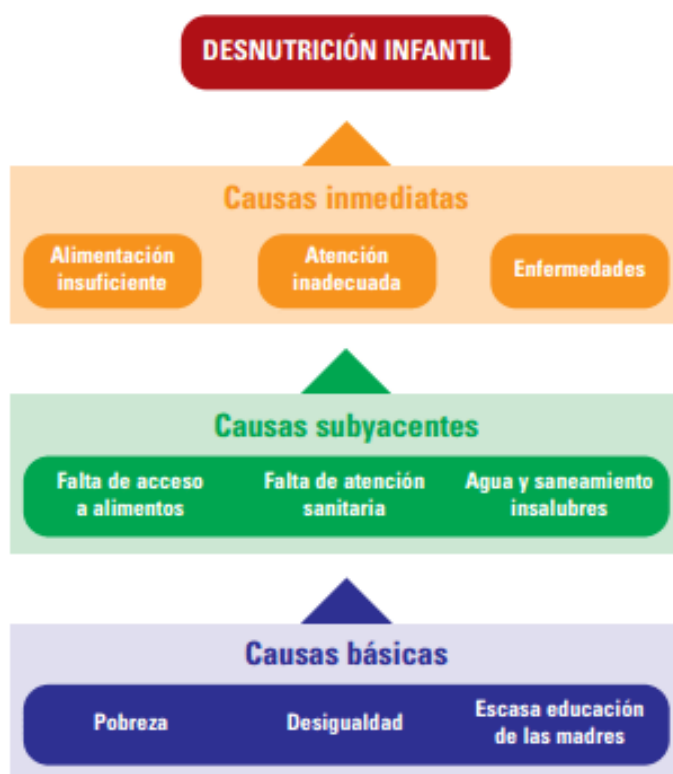 DESNUTRICIÓN INFANTIL
Causas inmediatas
Alimentación
insuficiente
Atención
inadecuada
Enfermedades
Causas subyacentes
Falta de acceso
a alimentos
Falta de atención
sanitaria
Agua y saneamiento
insalubres
Causas básicas
Pobreza
Desigualdad
Escasa educación
de las madres